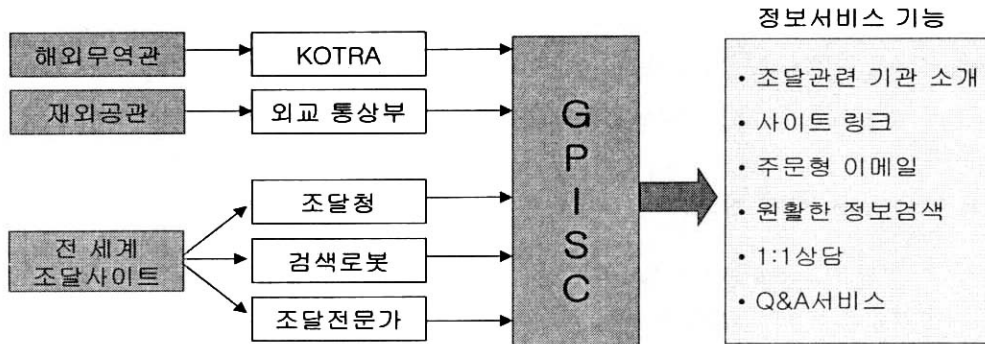 정보서비스 기능
해외무역관
KOTRA
재외공관
외교 통상부
전 세계
조달사이트
조달청
검색로봇
조달전문가
G
P
I
S
C
• 조달관련 기관 소개
• 사이트 링크
• 주문형 이메일
• 원활한 정보검색
1:1상담
• Q&A서비스